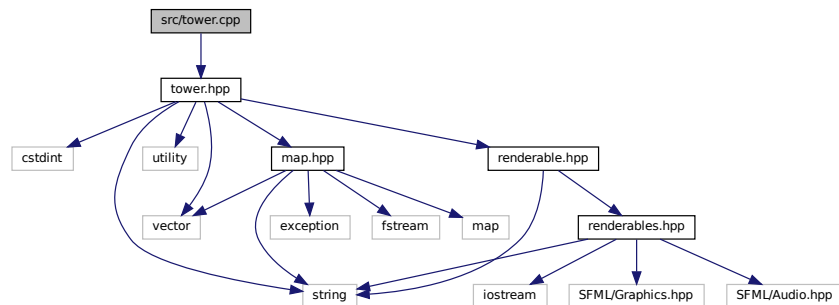 src/tower.cpp
tower.hpp
cstdint
utility
map.hpp
renderable.hpp
vector
exception
fstream
map
renderables.hpp
string
iostream
SFML/Graphics.hpp
SFML/Audio.hpp